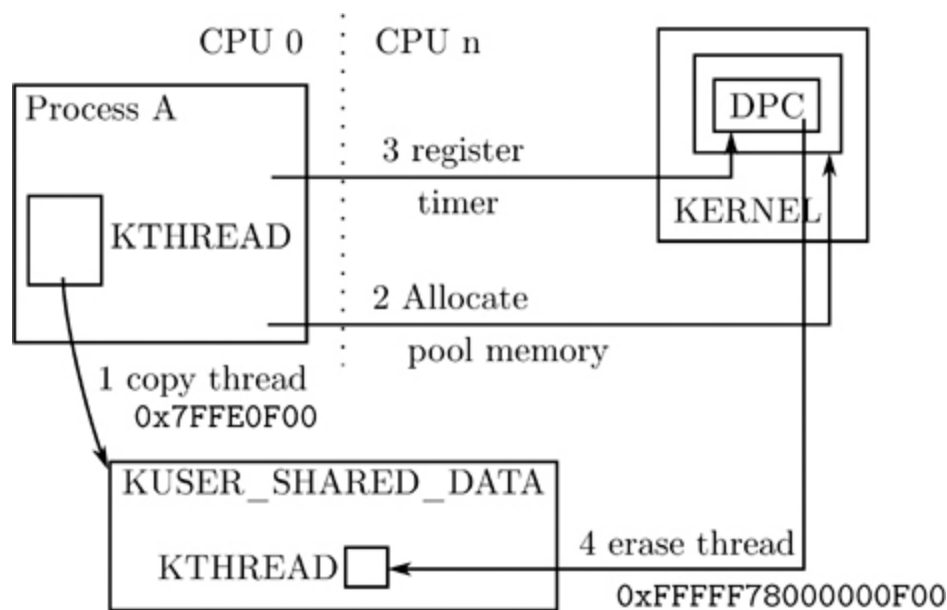 CPU 0
CPU n
Process A
DPC
3 register
timer
KERNEL
KTHREAD
2 Allocate
pool memory
1 copy thread
0x7FFE0F00
KUSER_SHARED_DATA
4 erase thread
KTHREAD
0xFFFFF78000000F00